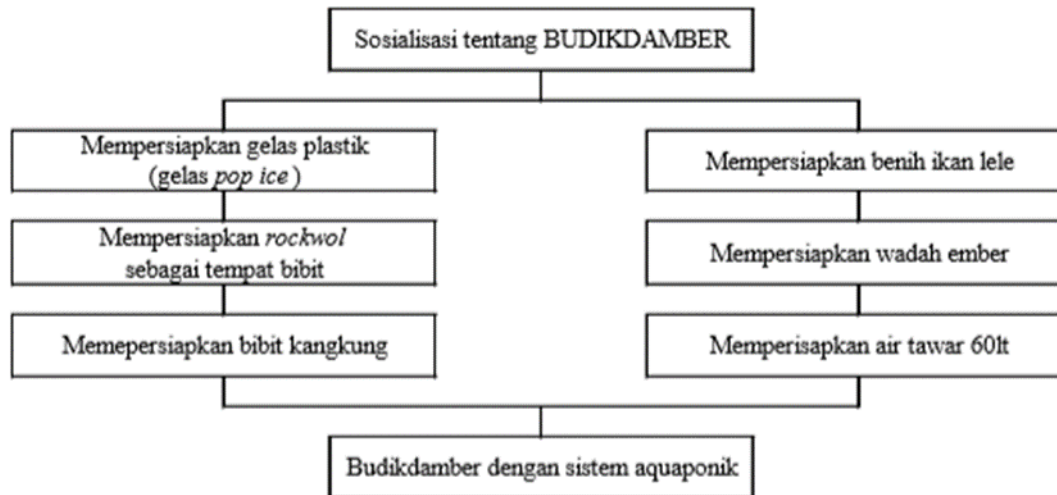 Sosialisasi tentang BUDIKDAMBER
Mempersiapkan gelas plastik
(gelas pop ice)
Mempersiapkan rockwol
sebagai tempat bibit
Memepersiapkan bibit kangkung
Mempersiapkan benih ikan lele
Mempersiapkan wadah ember
Memperisapkan air tawar 60lt
Budikdamber dengan sistem aquaponik